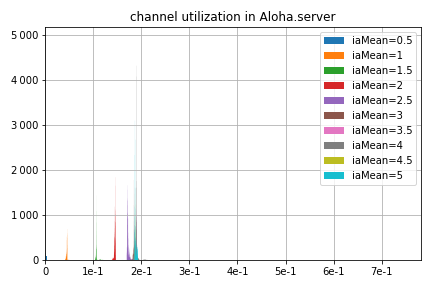 channel utilization in Aloha.server
5 000
4 000
3 000
2 000
1 000
0
0 1e-1 2e-1 3e-1 4e-1 5e-1 6e-1 7e-1
iaMean=0.5
iaMean=1
iaMean=1.5
iaMean=2
iaMean=2.5
iaMean=3
iaMean=3.5
iaMean=4
iaMean=4.5
iaMean=5